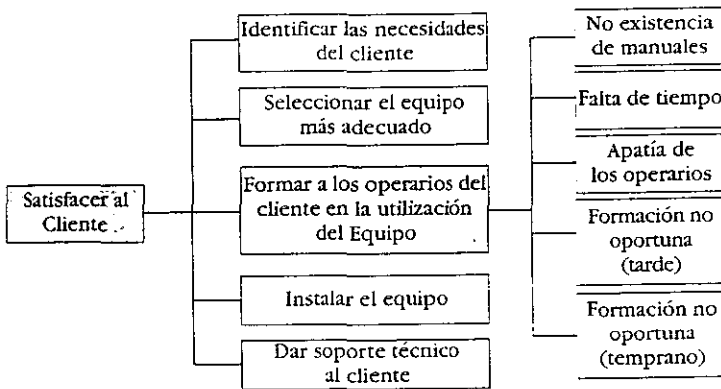 Satisfacer al
Cliente
Identificar las necesidades
del cliente
Seleccionar el equipo
más adecuado
Formar a los operarios del
cliente en la utilización
del Equipo
Instalar el equipo
Dar soporte técnico
al cliente
No existencia
de manuales
Falta de tiempo
Apatía de
los operarios
Formación no
oportuna
(tarde)
Formación no
oportuna
(temprano)